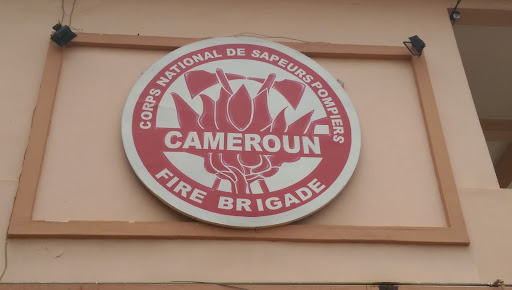 CORPS NATIONAL DE SAPEURS POMPIERS
CAMEROUN
FIRE BRIGADE